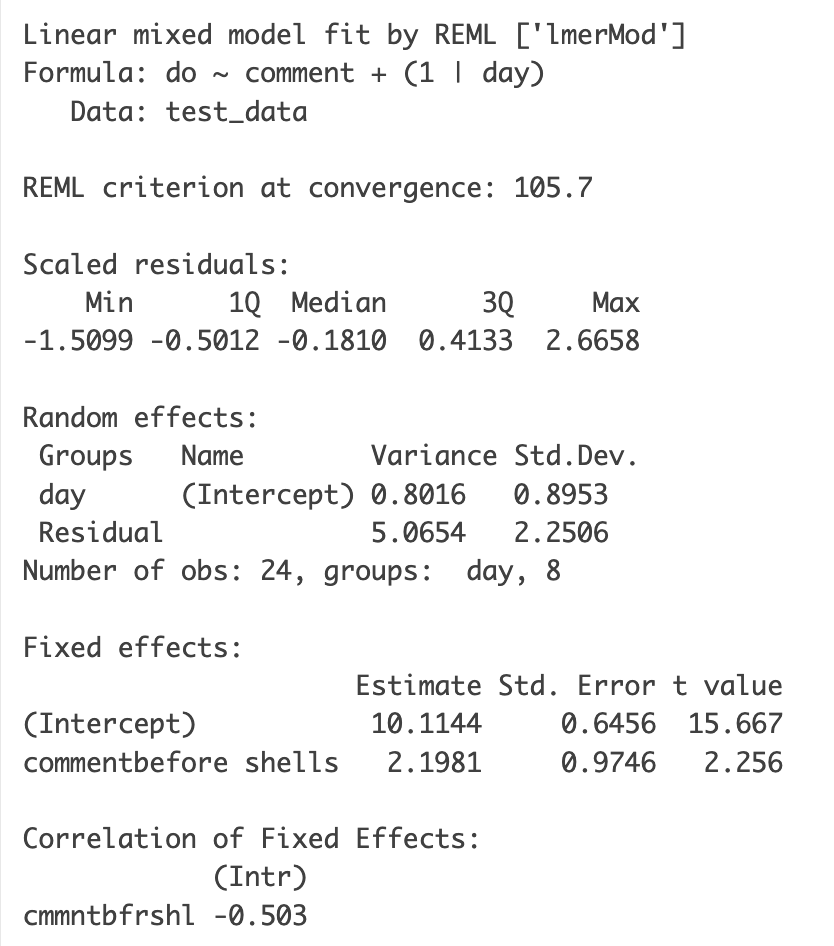 Linear mixed model fit by REML ['lmerMod']
Formula: do ~ comment + (1 | day)
   Data: test_data
REML criterion at convergence: 105.7
Scaled residuals:
    Min      1Q  Median      3Q     Max
-1.5099 -0.5012 -0.1810  0.4133  2.6658
Random effects:
 Groups   Name        Variance Std.Dev.
 day      (Intercept) 0.8016   0.8953
 Residual             5.0654   2.2506
Number of obs: 24, groups:  day, 8
Fixed effects:
                     Estimate Std. Error t value
(Intercept)           10.1144     0.6456  15.667
commentbefore shells   2.1981     0.9746   2.256
Correlation of Fixed Effects:
            (Intr)
cmmntbfrshl -0.503